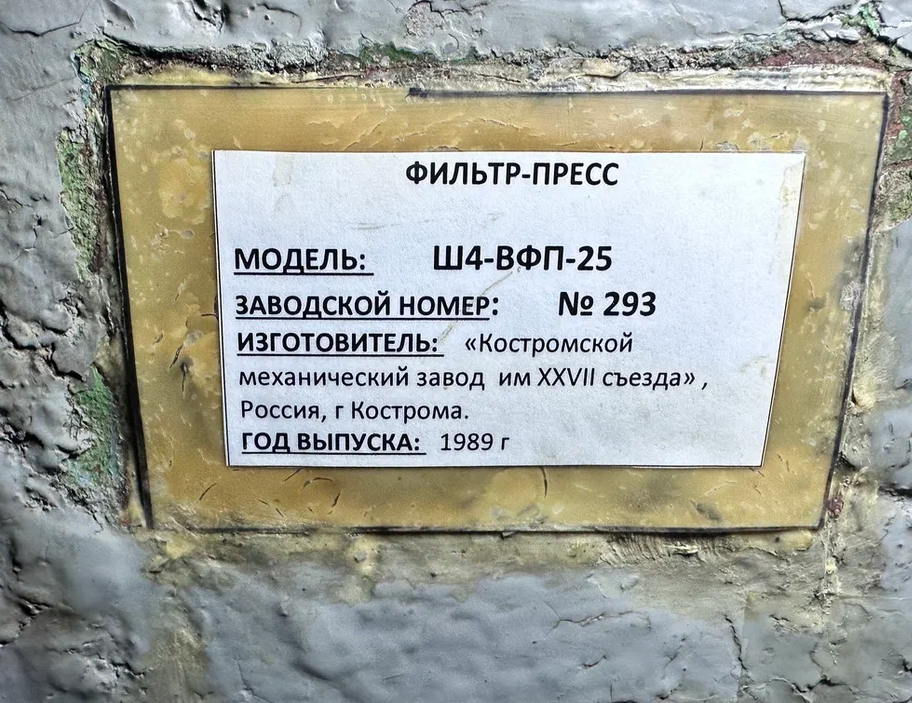 ФИЛЬТР-ПРЕСС
МОДЕЛЬ: Ш4-ВФП-25
ЗАВОДСКОЙ НОМЕР: № 293
ИЗГОТОВИТЕЛЬ: «Костромской
механический завод им XXVII съезда» ,
Россия, г Кострома.
ГОД ВЫПУСКА: 1989 г